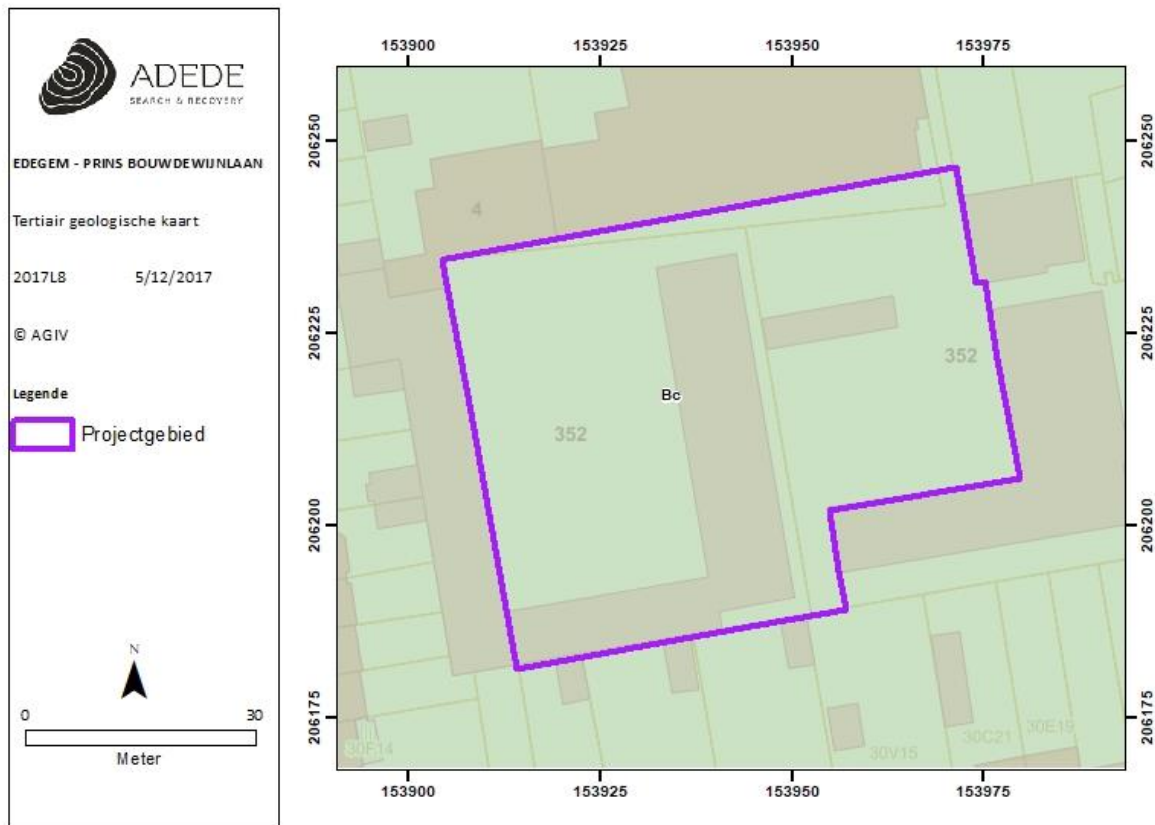 ADEDE
SEARCH & RECOVERY
EDEGEM - PRINS BOUWDEWIJNLAAN
Tertiair geologische kaart
2017L8 5/12/2017
© AGIV
Legende
Projectgebied
N
0 30
Meter
153900 153925 153950 153975
206250 206250
4
206225 206225
352
Bc
352
206200 206200
206175 206175
30F14 30V15 30C21 30E19
153900 153925 153950 153975